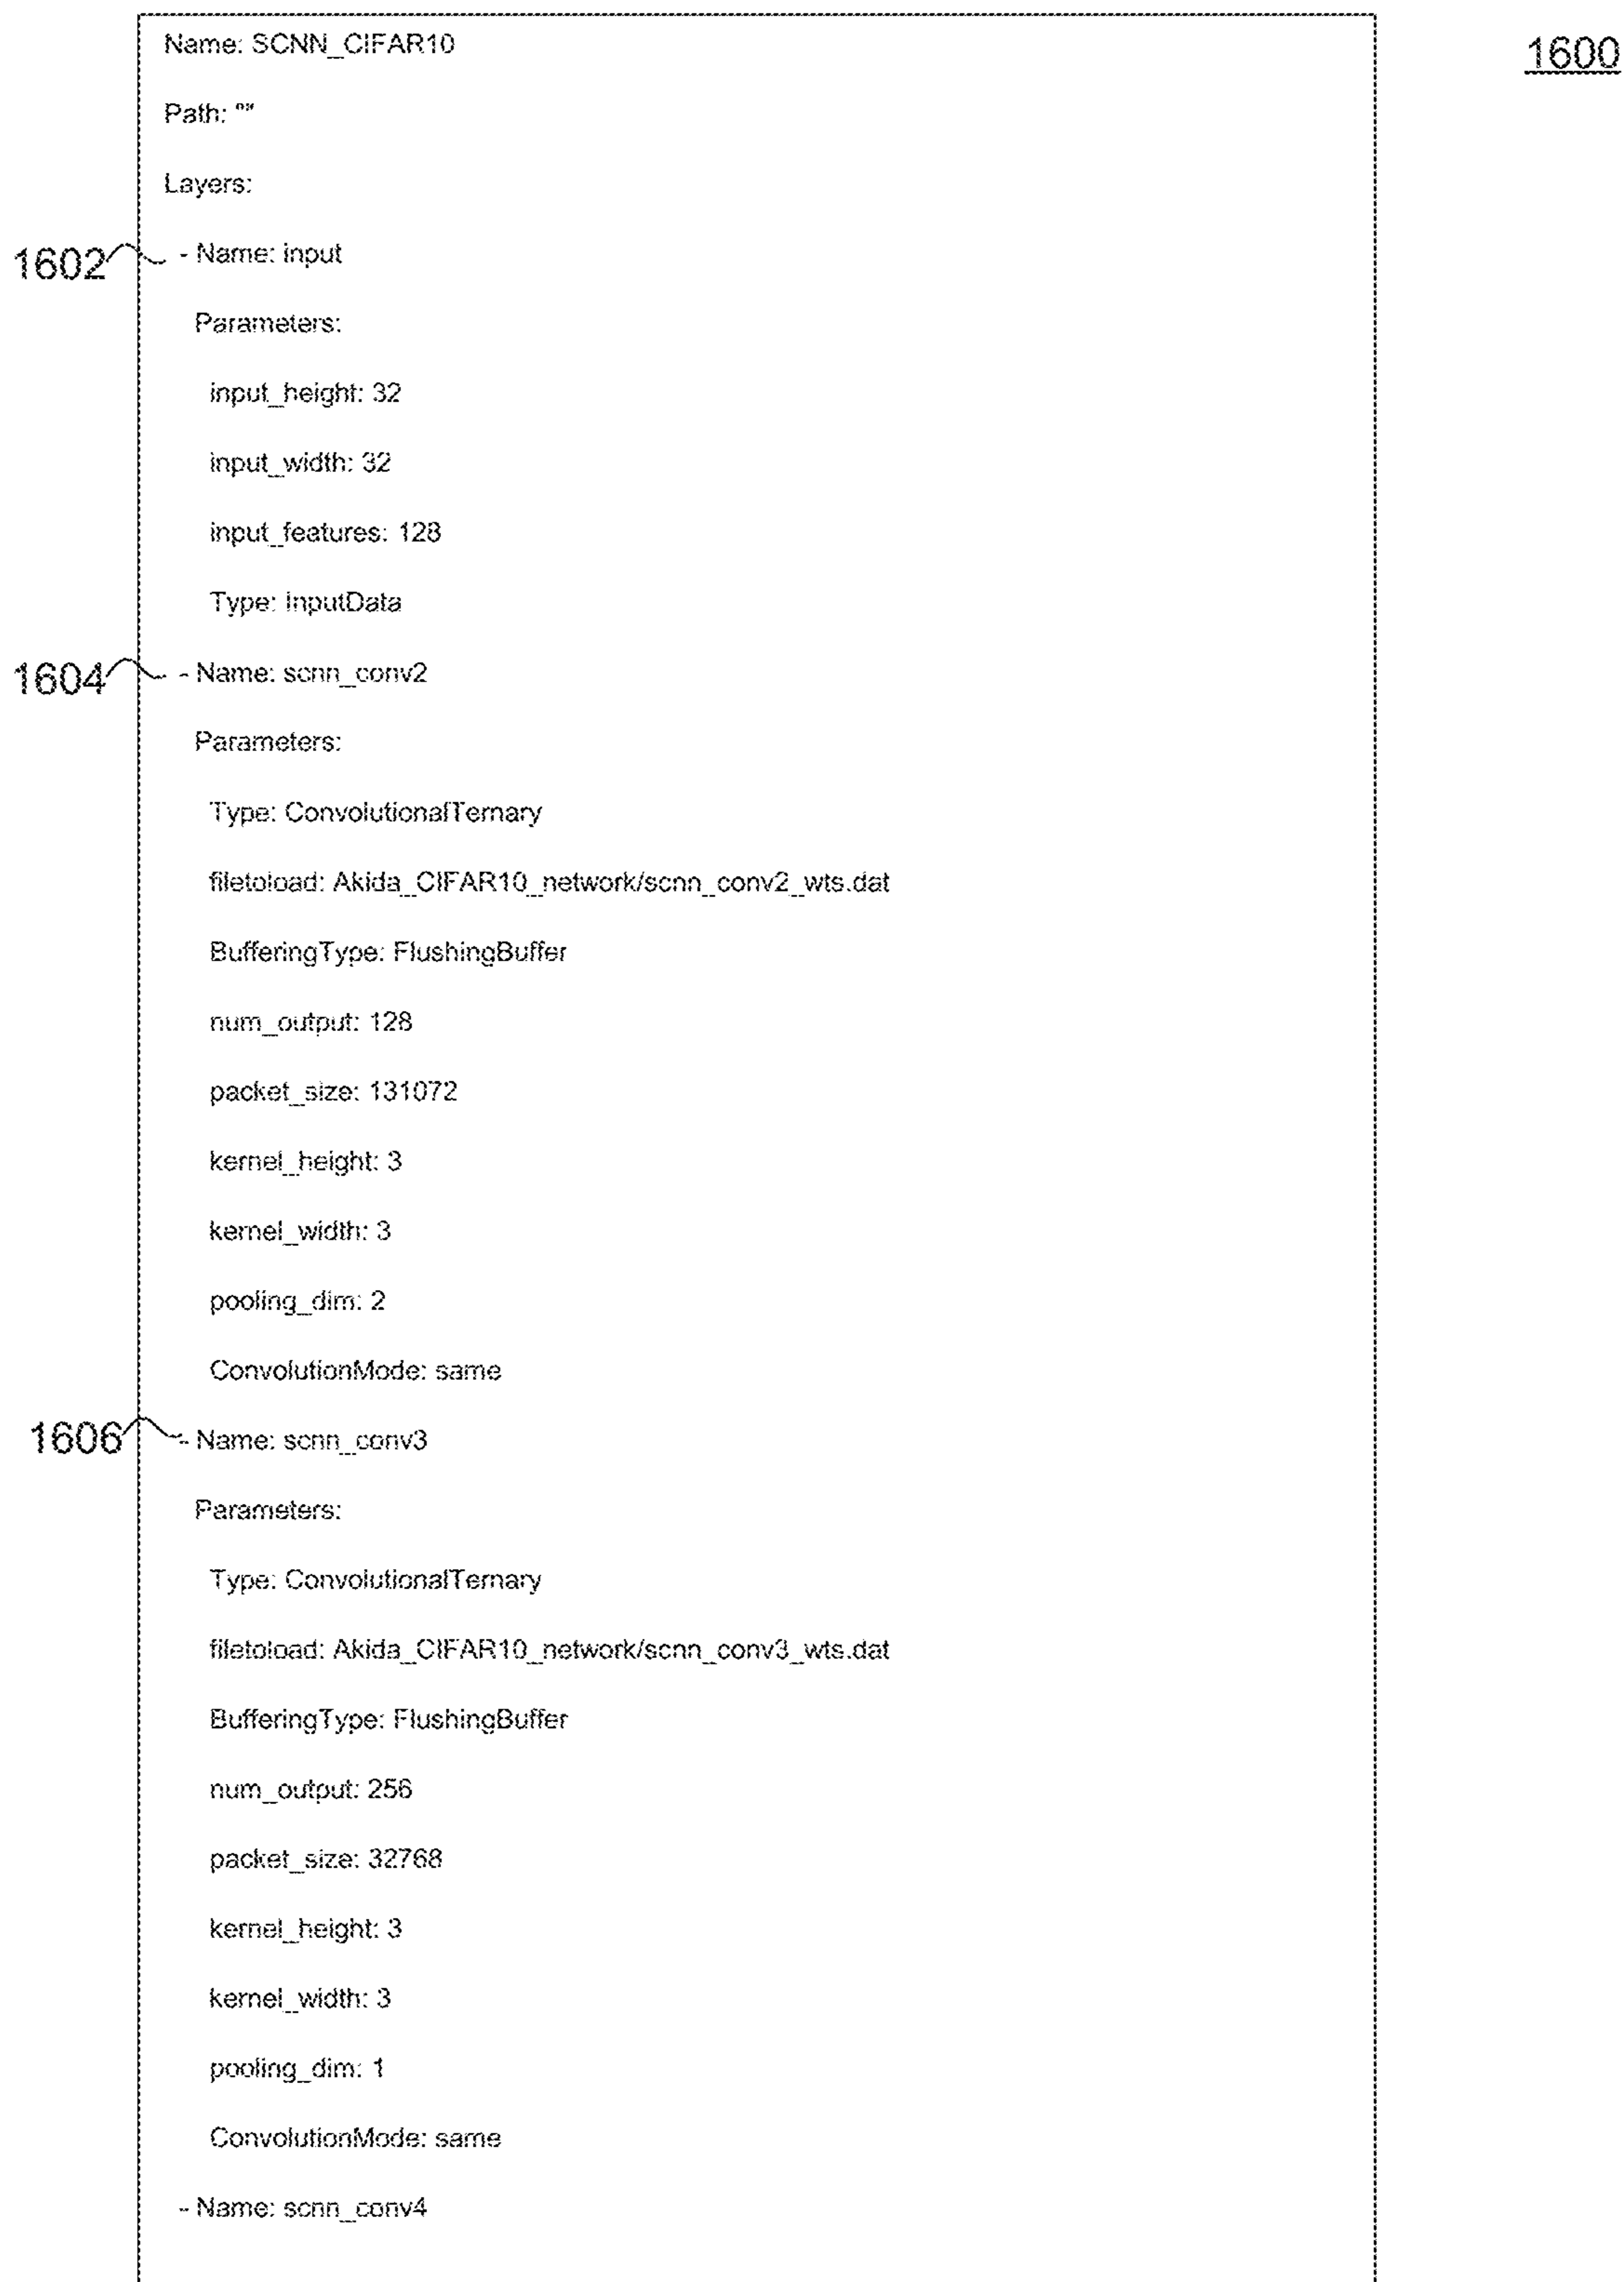 Name: SCNN_CIFAR10
1600
Path: ""
Layers:
1602 - Name: input
Parameters:
input_height: 32
input_width: 32
input_features: 128
Type: InputData
1604 - Name: scnn_conv2
Parameters:
Type: ConvolutionalTernary
filetoload: Akida_CIFAR10_network/scnn_conv2_wts.dat
BufferingType: FlushingBuffer
num_output: 128
packet_size: 131072
kernel_height: 3
kernel_width: 3
pooling_dim: 2
ConvolutionMode: same
1606 - Name: scnn_conv3
Parameters:
Type: ConvolutionalTernary
filetoload: Akida_CIFAR10_network/scnn_conv3_wts.dat
BufferingType: FlushingBuffer
num_output: 256
packet_size: 32768
kernel_height: 3
kernel_width: 3
pooling_dim: 1
ConvolutionMode: same
- Name: scnn_conv4